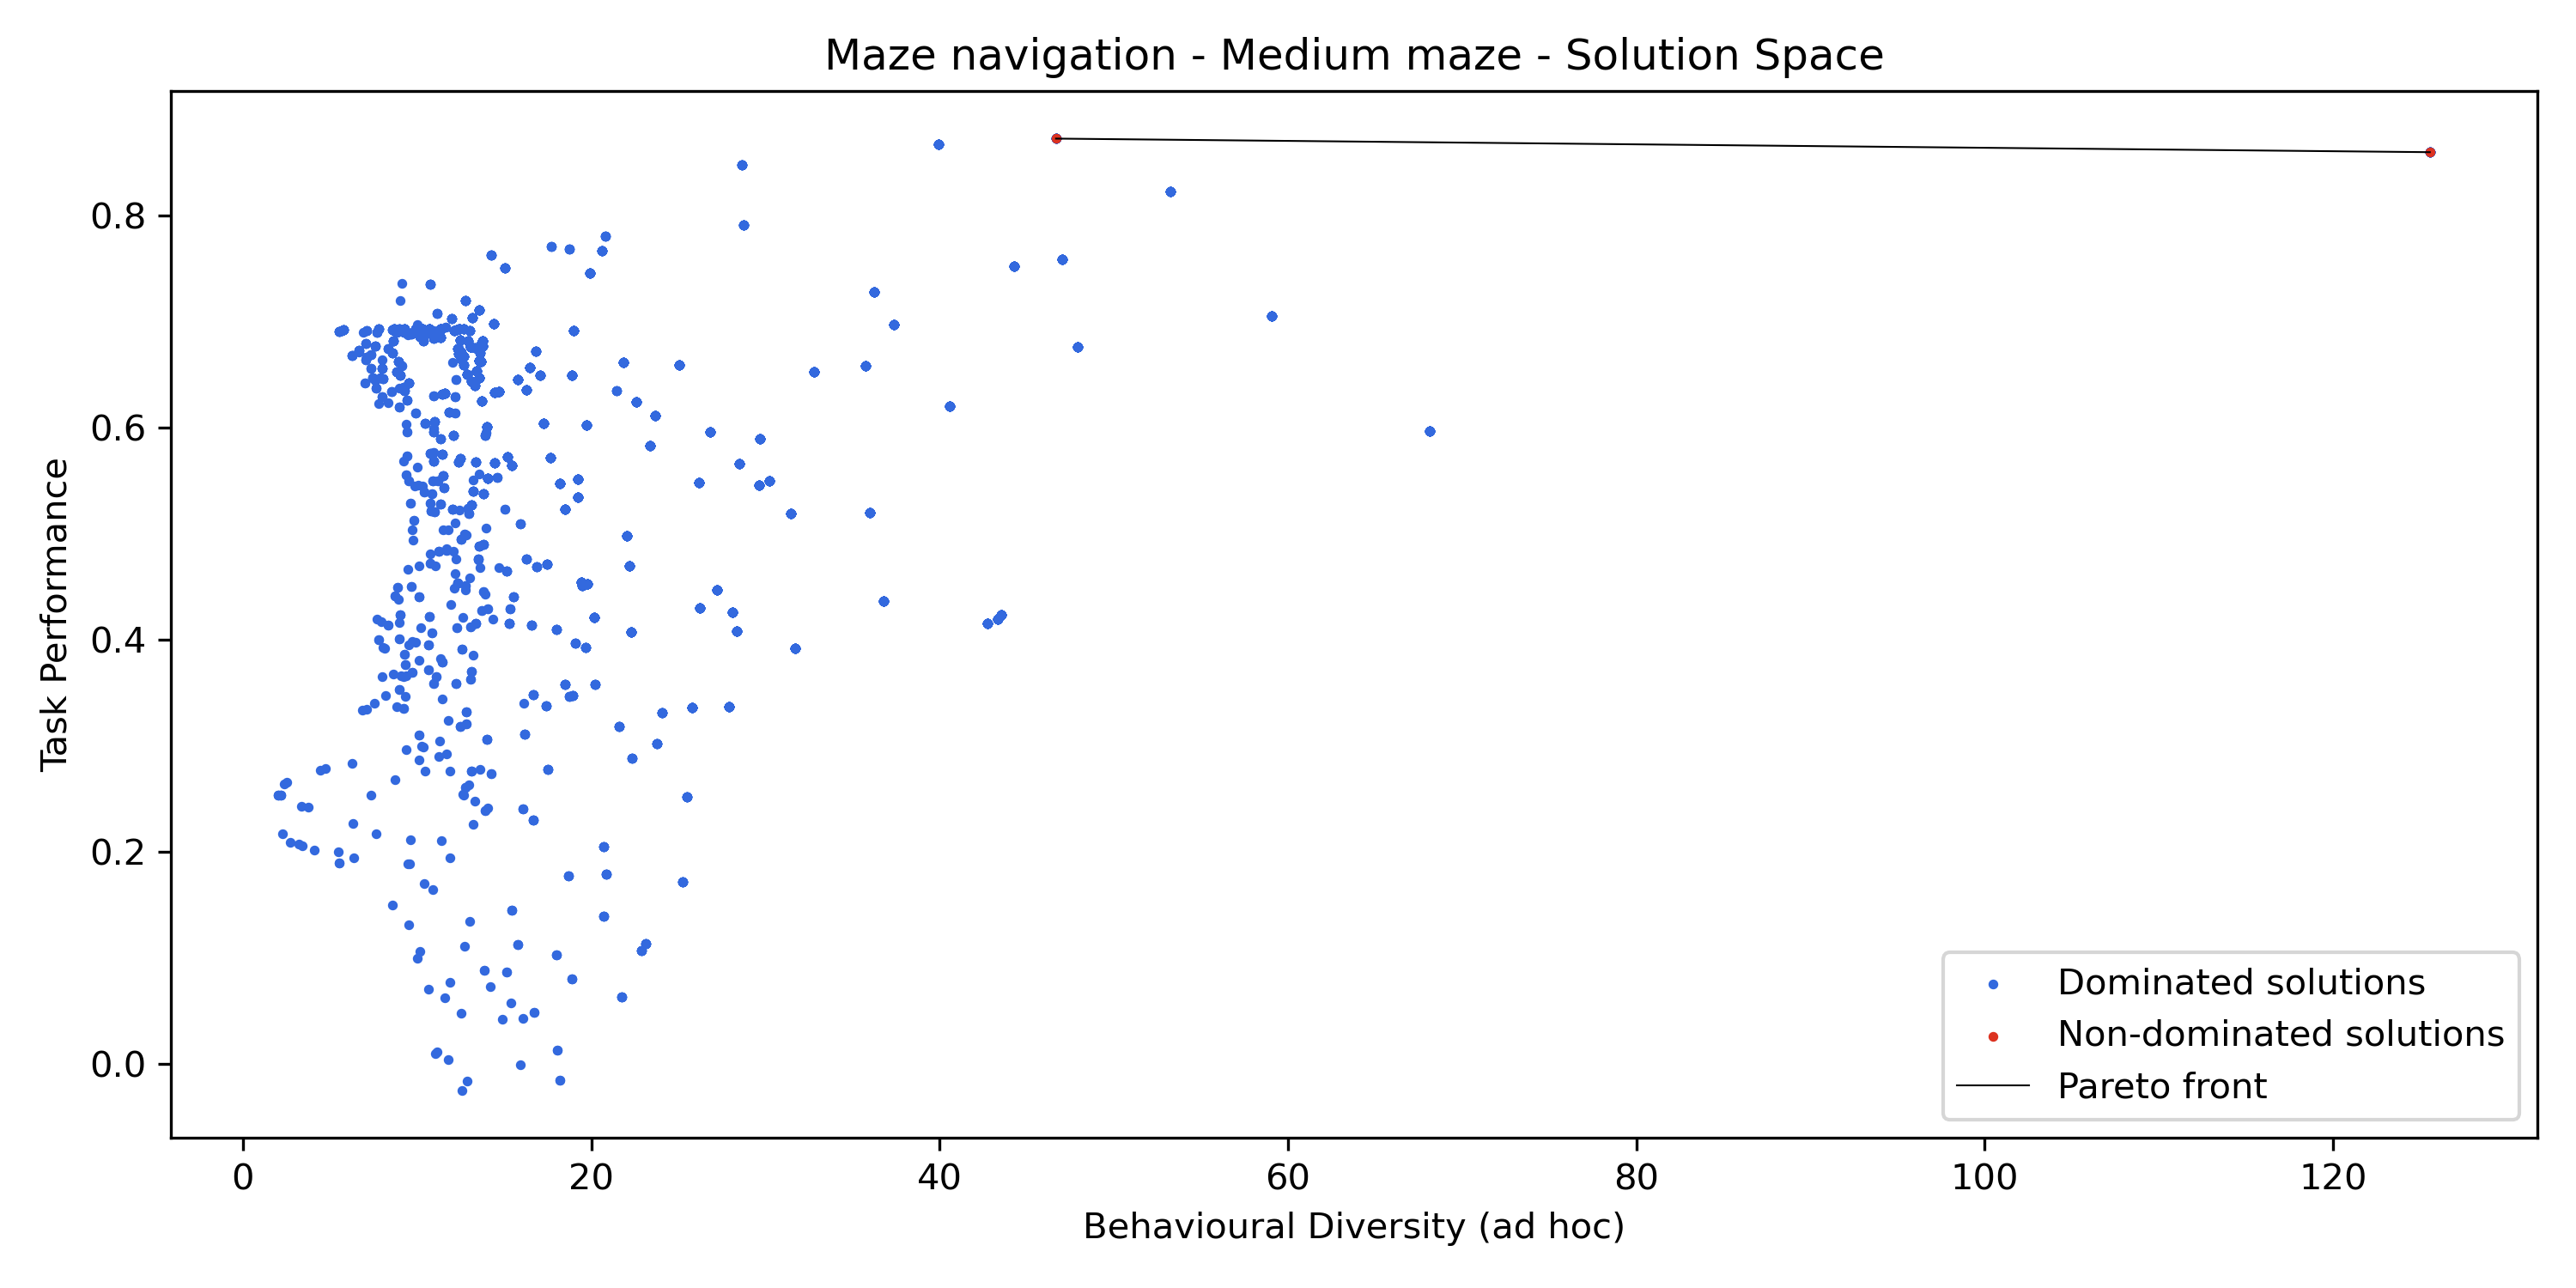 Maze navigation - Medium maze - Solution Space
Task Performance
0.8
0.6
0.4
0.2
0.0
0 20 40 60 80 100 120
Behavioural Diversity (ad hoc)
Dominated solutions
Non-dominated solutions
Pareto front